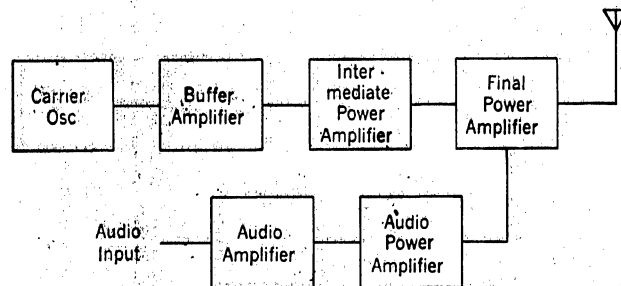 Carrier
Osc
Buffer
Amplifier
Inter
mediate
Power
Amplifier
Final
Power
Amplifier
Audio
Input
Audio
Amplifier
Audio
Power
Amplifier